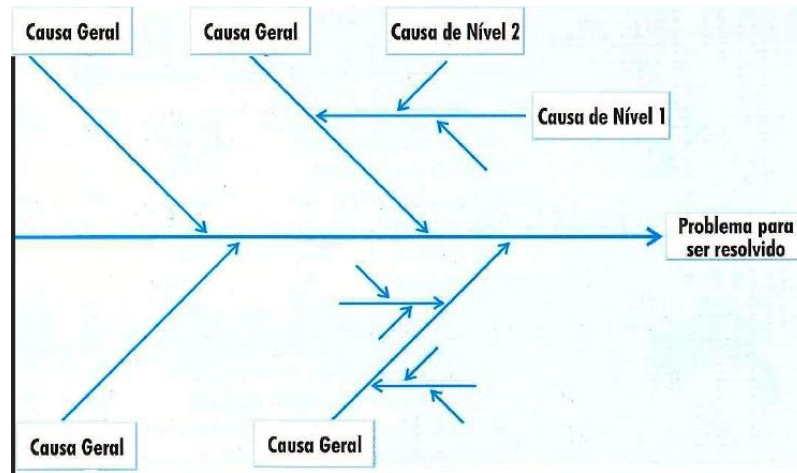 Causa Geral
Causa Geral
Causa de Nível 2
Causa de Nível 1
Problema para
ser resolvido
Causa Geral
Causa Geral